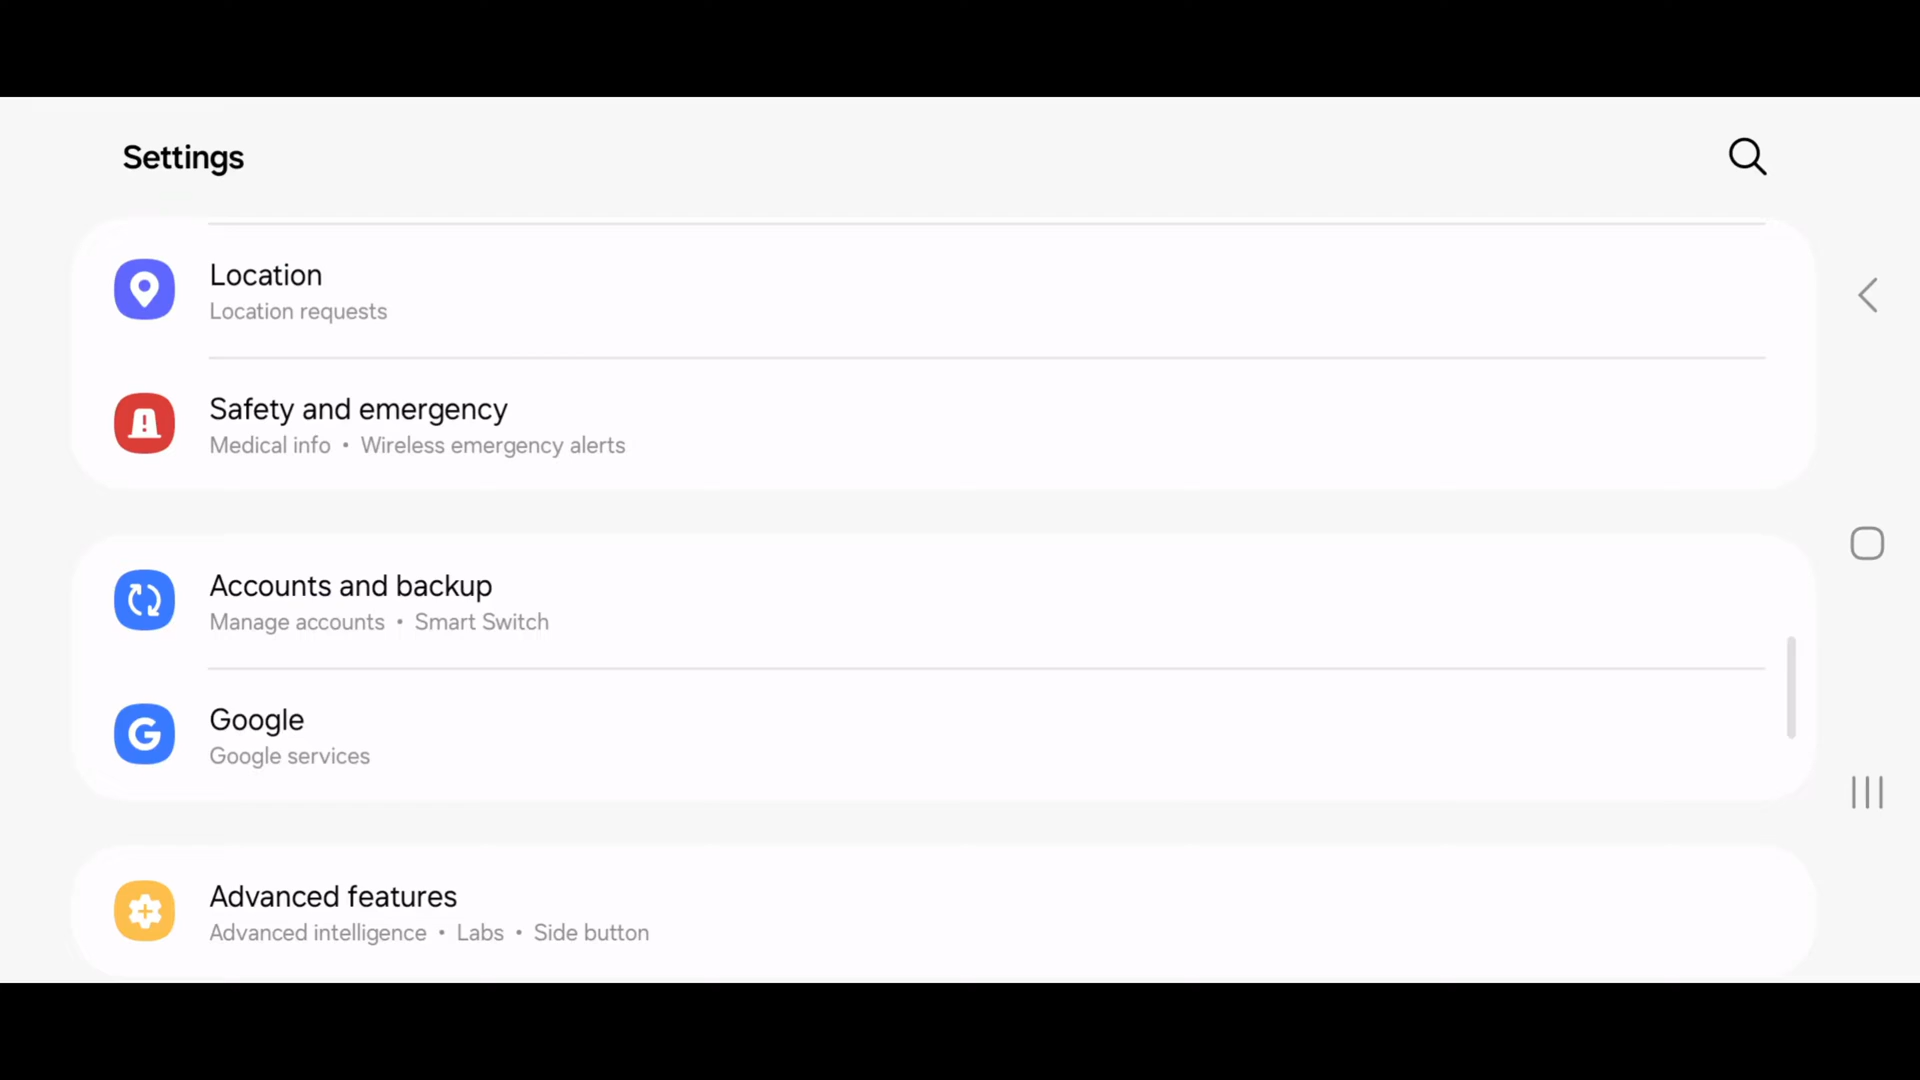 Settings
Location
Location requests
Safety and emergency
Medical info • Wireless emergency alerts
Accounts and backup
Manage accounts • Smart Switch
Google
Google services
Advanced features
Advanced intelligence • Labs • Side button